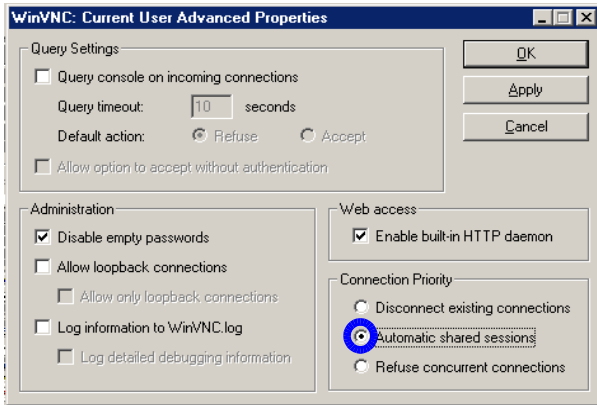 WinVNC: Current User Advanced Properties
Query Settings
Query console on incoming connections
Query timeout: 10 seconds
Default action: Refuse Accept
Allow option to accept without authentication
OK
Apply
Cancel
Administration
Disable empty passwords
Allow loopback connections
Allow only loopback connections
Log information to WinVNC.log
Log detailed debugging information
Web access
Enable built-in HTTP daemon
Connection Priority
Disconnect existing connections
Automatic shared sessions
Refuse concurrent connections